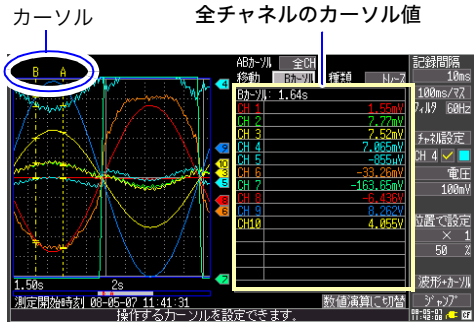 カーソル
全チャネルのカーソル値
ABカーソル 全CH
移動 Bカーソル 種類 トレース
B A
Bカーソル: 1.64s
CH 1 1.55mV
CH 2 7.77mV
CH 3 7.52mV
CH 4 7.065mV
CH 5 -855μV
CH 6 -33.26mV
CH 7 -163.65mV
CH 8 -6.436V
CH 9 8.262V
CH10 4.055V
記録間隔
10ms
100ms/マス
フィルタ 60Hz
チャネル設定
CH 4
電圧
100mV
位置で設定
× 1
50 %
波形+カーソル
ジャンプ
1.50s 2s
測定開始時刻 08-05-07 11:41:31
数値演算に切替
操作するカーソルを設定できます。